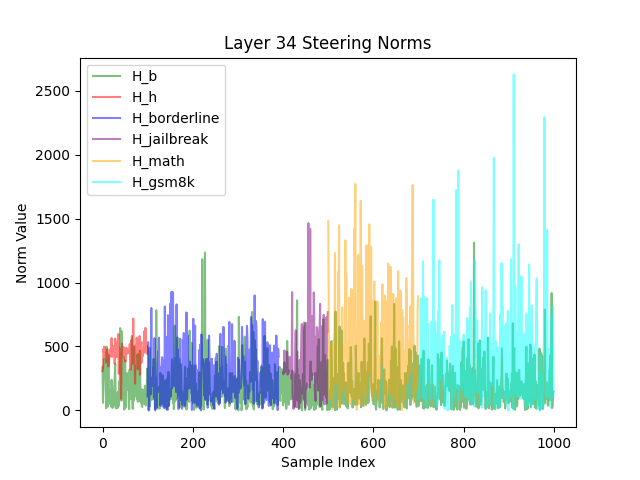 Layer 34 Steering Norms
H_b
H_h
H_borderline
H_jailbreak
H_math
H_gsm8k
Norm Value
2500
2000
1500
1000
500
0
0 200 400 600 800 1000
Sample Index